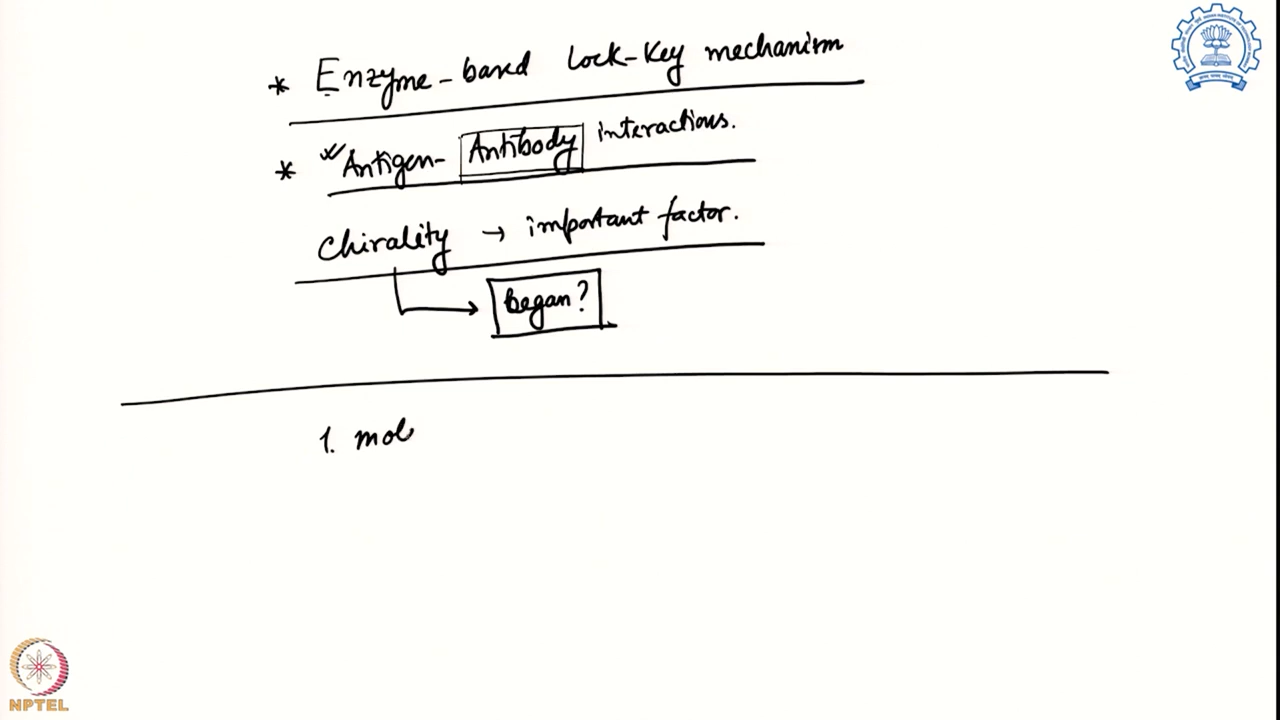 * Enzyme-based lock-key mechanism
* Antigen- Antibody interactions.
Chirality → important factor.
Began?
1. mol
NPTEL